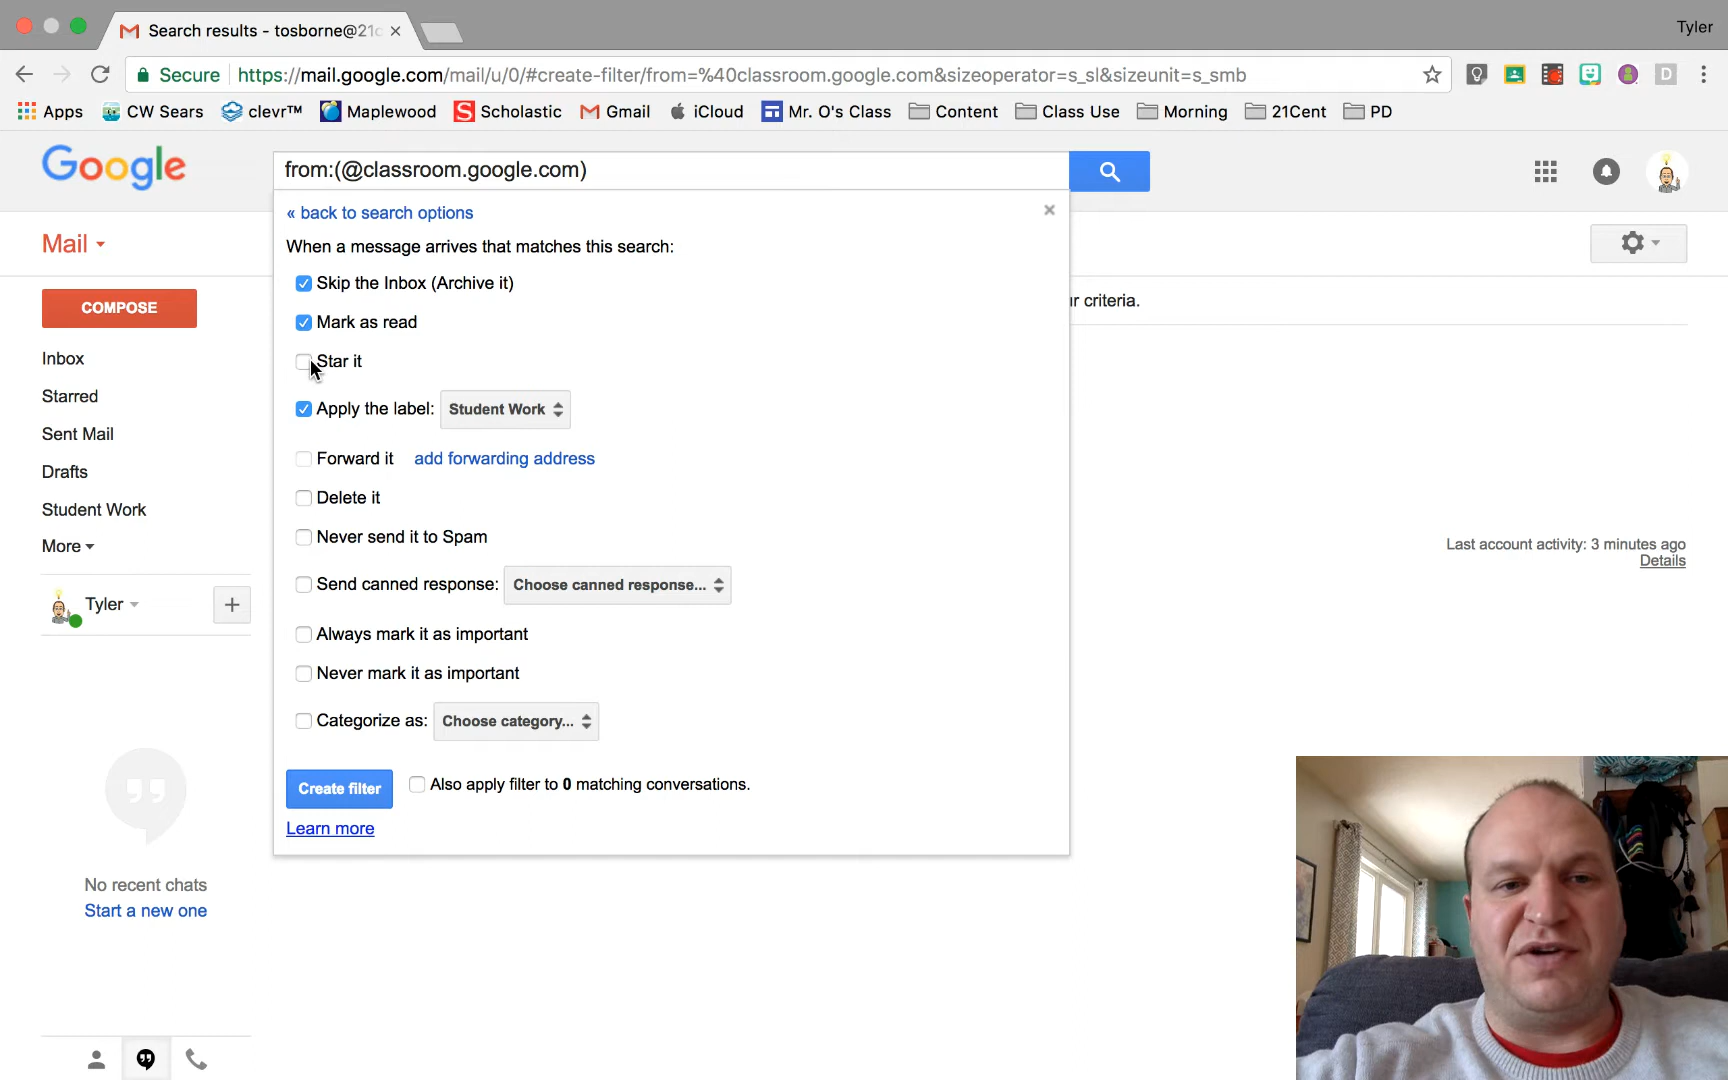 Search results - tosborne@21c
Tyler
Secure https://mail.google.com/mail/u/0/#create-filter/from=%40classroom.google.com&sizeoperator=s_sl&sizeunit=s_smb
D
Apps CW Sears clevr™ Maplewood Scholastic Gmail iCloud Mr. O's Class Content Class Use Morning 21Cent PD
Google
from:(@classroom.google.com)
« back to search options
When a message arrives that matches this search:
Mail
Skip the Inbox (Archive it)
COMPOSE
ur criteria.
Mark as read
Inbox
Star it
Starred
Apply the label: Student Work
Sent Mail
Forward it add forwarding address
Drafts
Delete it
Student Work
Never send it to Spam
More
Last account activity: 3 minutes ago
Details
Send canned response: Choose canned response...
Tyler
Always mark it as important
Never mark it as important
Categorize as: Choose category...
Create filter Also apply filter to 0 matching conversations.
Learn more
No recent chats
Start a new one